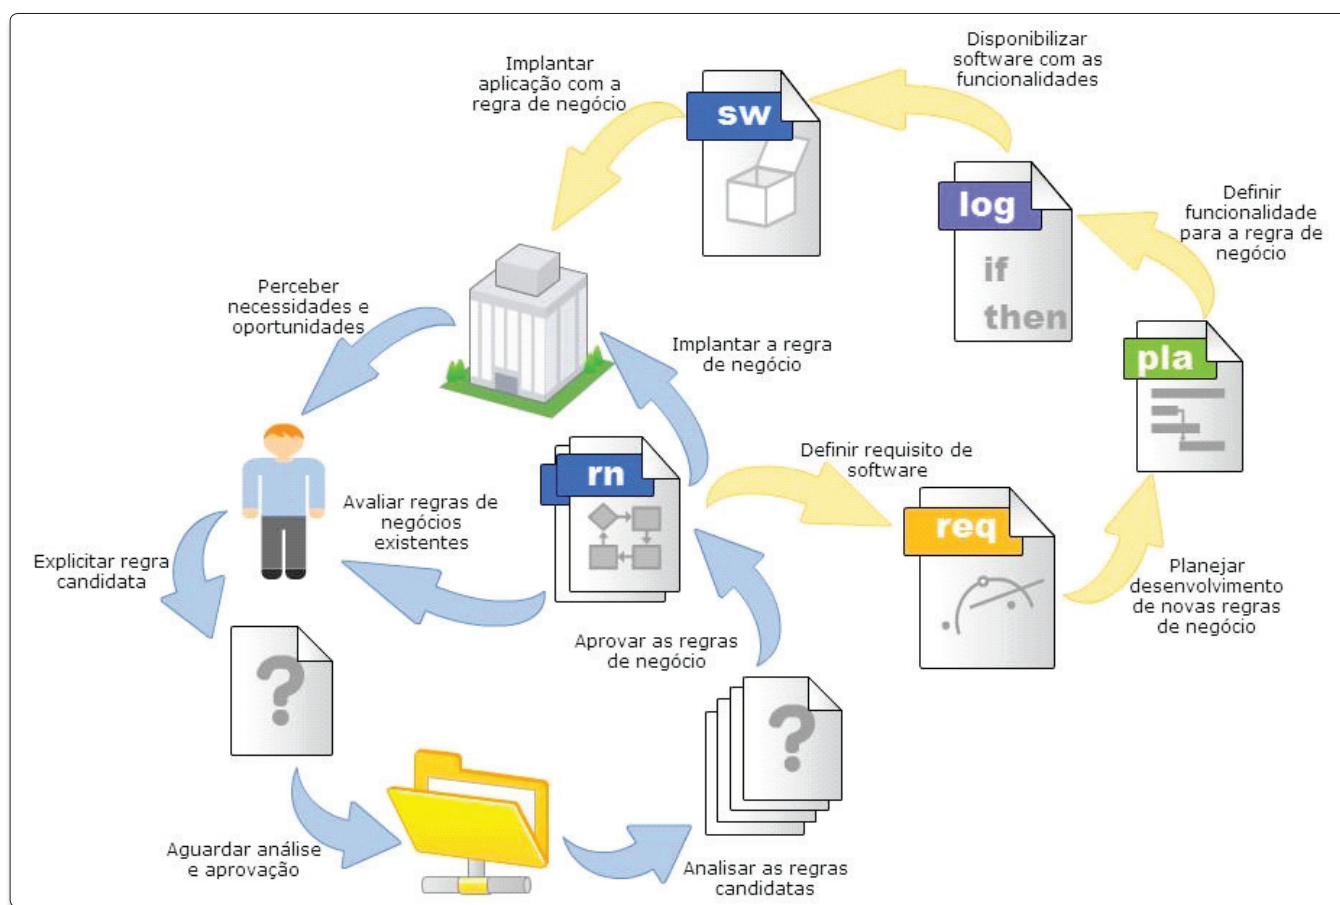 Disponibilizar
software com as
funcionalidades
Implantar
aplicação com a
regra de negócio
sw
log
if
then
Definir
funcionalidade
para a regra de
negócio
Perceber
necessidades e
oportunidades
Implantar a regra
de negócio
pla
Definir requisito de
software
rn
req
Avaliar regras de
negócios
existentes
Explicitar regra
candidata
Planejar
desenvolvimento
de novas regras
de negócio
Aprovar as regras
de negócio
?
?
Aguardar análise
e aprovação
Analisar as regras
candidatas